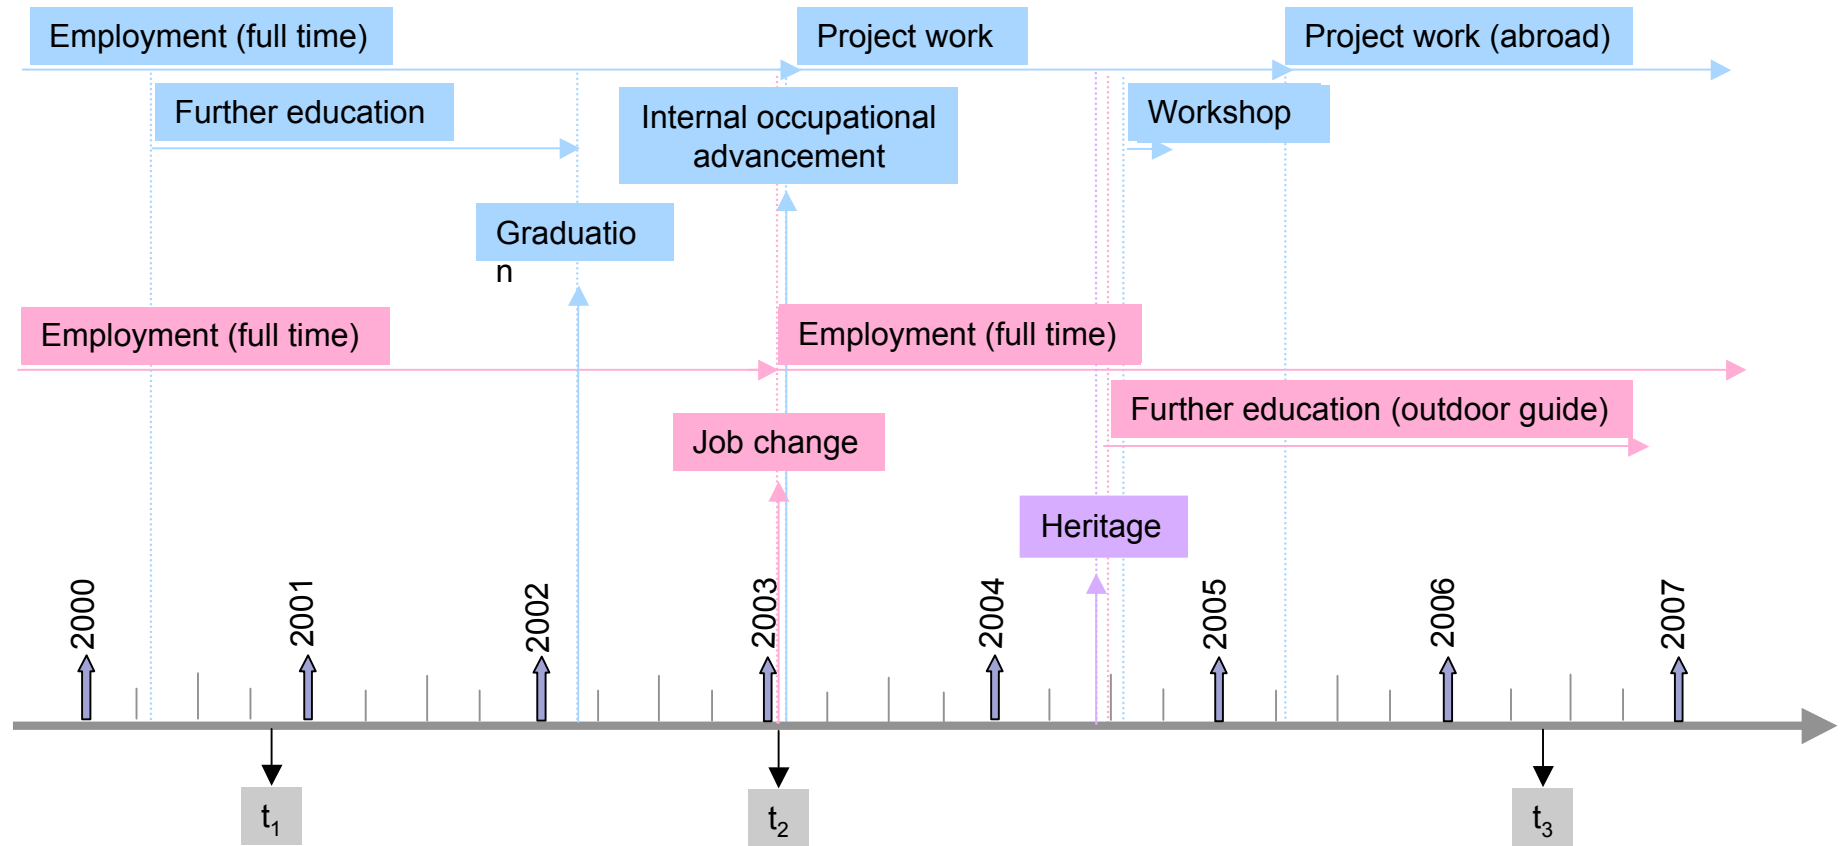 Employment (full time)
Project work
Project work (abroad)
Further education
Internal occupational
advancement
Workshop
Graduatio
n
Employment (full time)
Employment (full time)
Further education (outdoor guide)
Job change
Heritage
2000
2001
2002
2003
2004
2005
2006
2007
t1
t2
t3